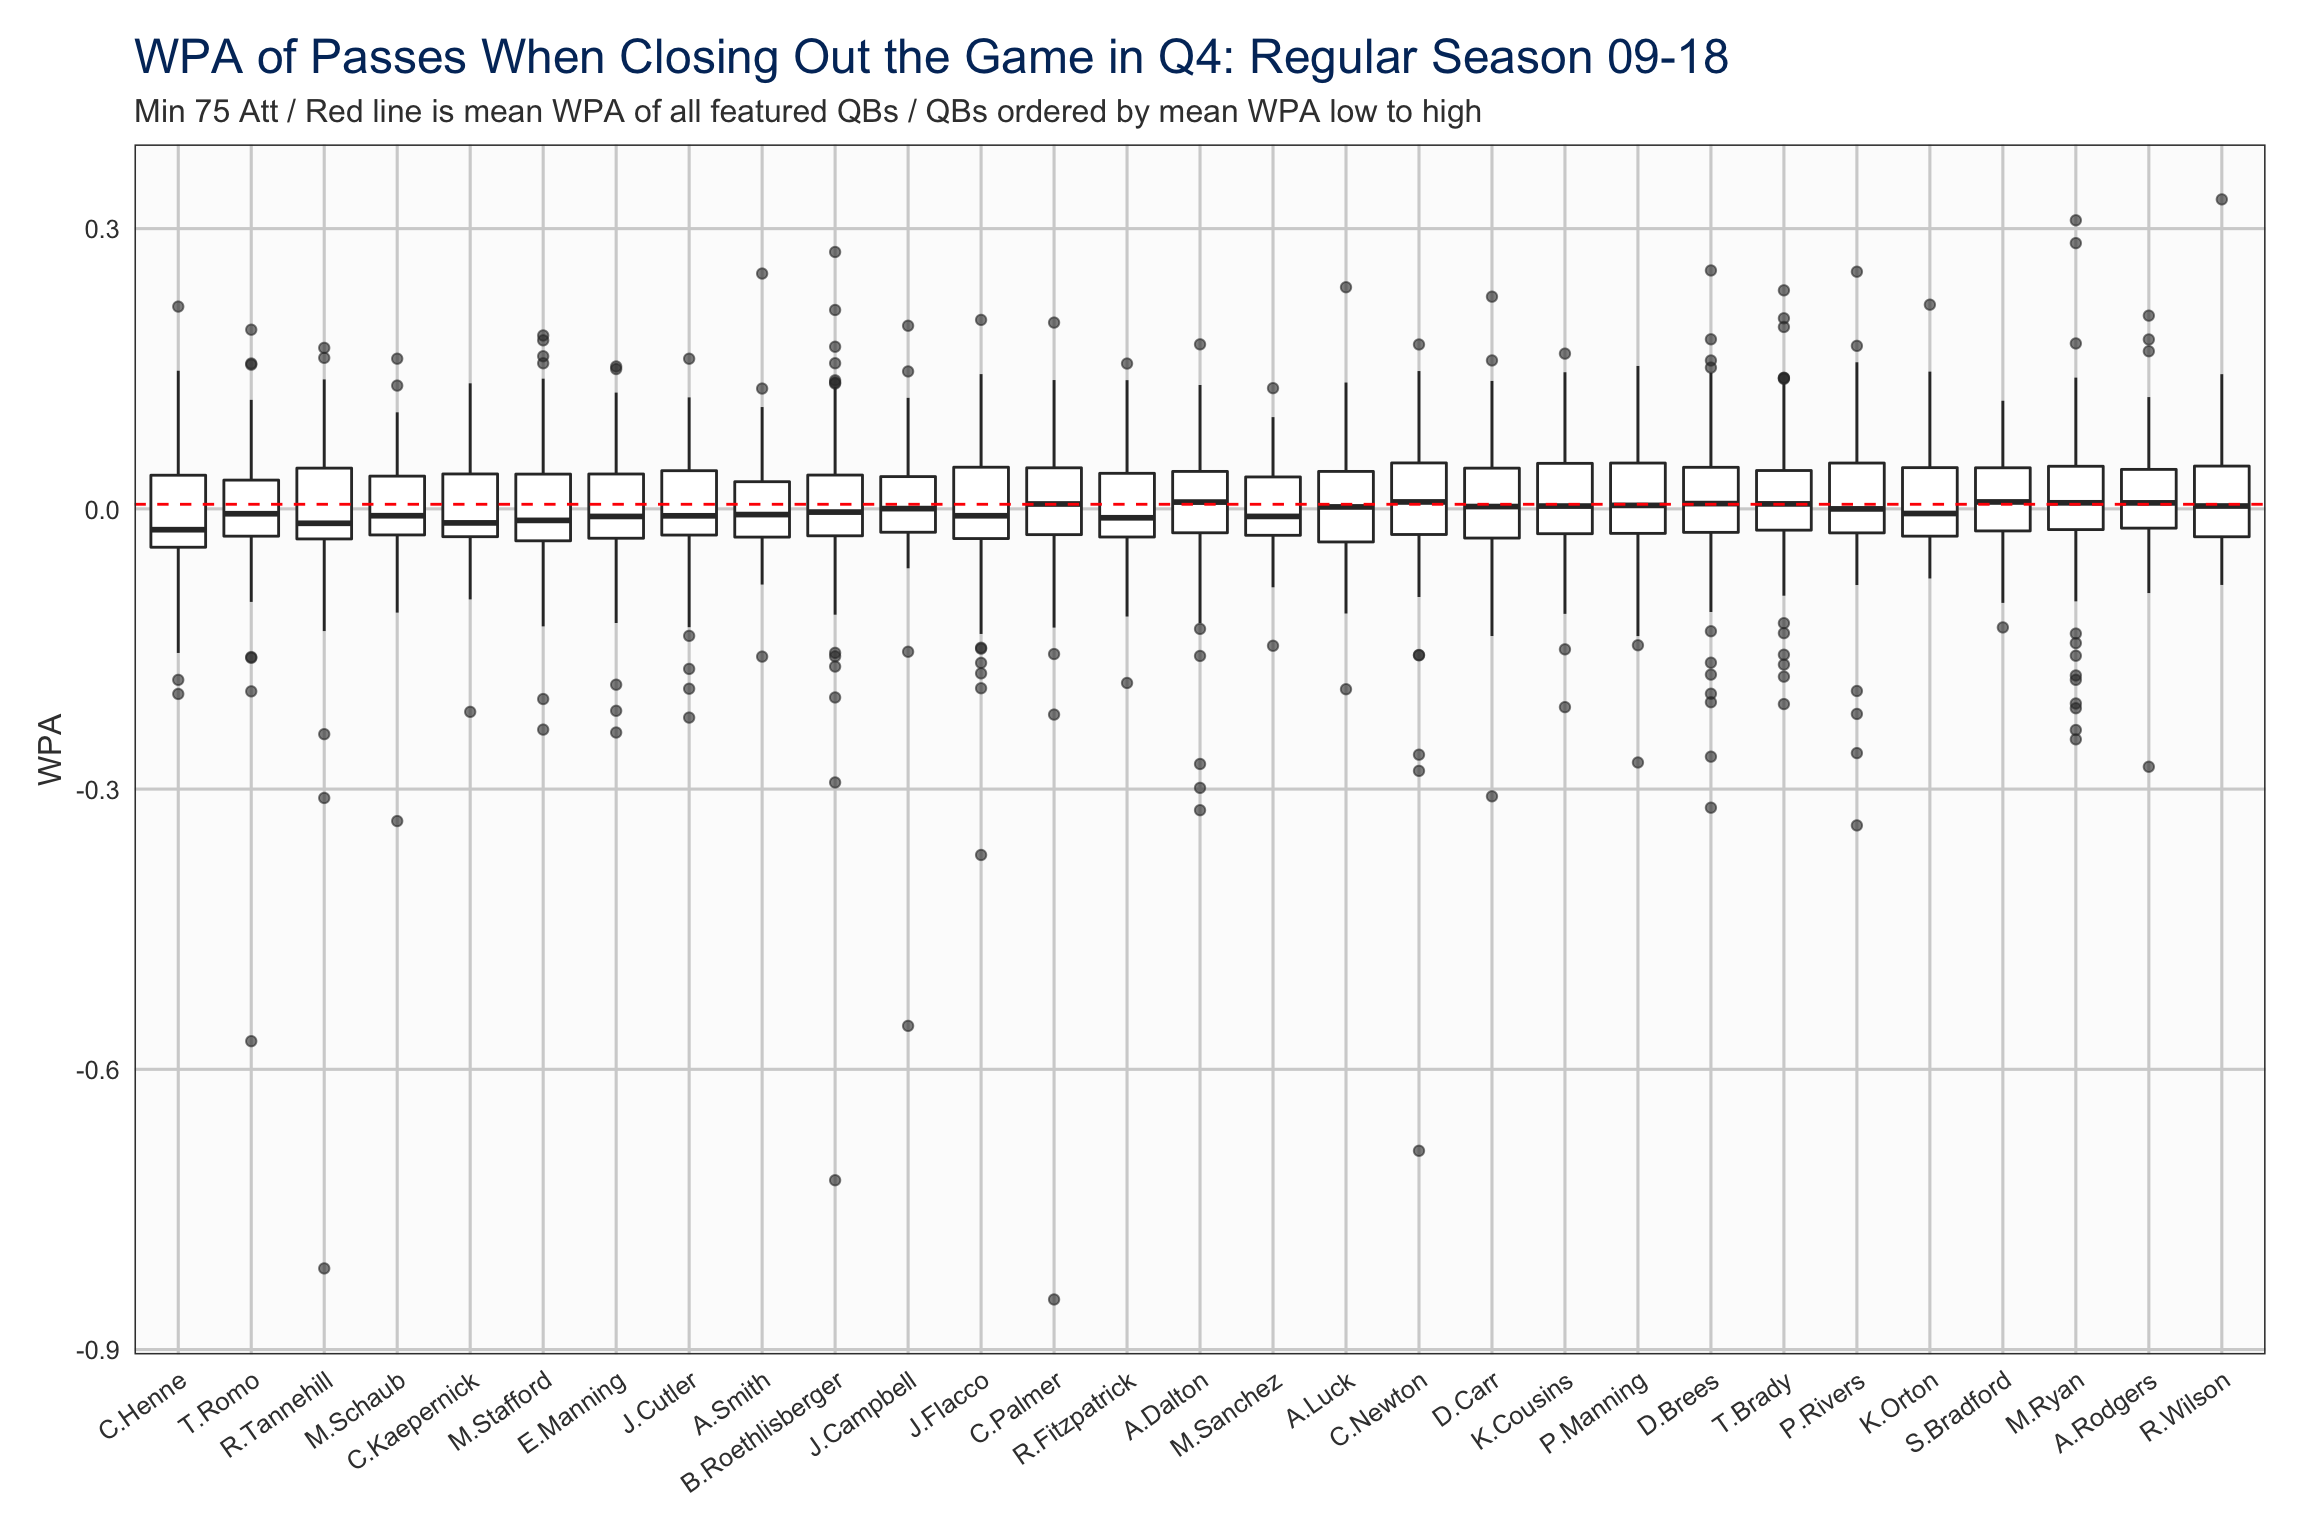 WPA of Passes When Closing Out the Game in Q4: Regular Season 09-18
Min 75 Att / Red line is mean WPA of all featured QBs / QBs ordered by mean WPA low to high
WPA
0.3
0.0
-0.3
-0.6
-0.9
C.Henne
T.Romo
R.Tannehill
M.Schaub
C.Kaepernick
M.Stafford
E.Manning
J.Cutler
A.Smith
B.Roethlisberger
J.Campbell
J.Flacco
C.Palmer
R.Fitzpatrick
A.Dalton
M.Sanchez
A.Luck
C.Newton
D.Carr
K.Cousins
P.Manning
D.Brees
T.Brady
P.Rivers
K.Orton
S.Bradford
M.Ryan
A.Rodgers
R.Wilson